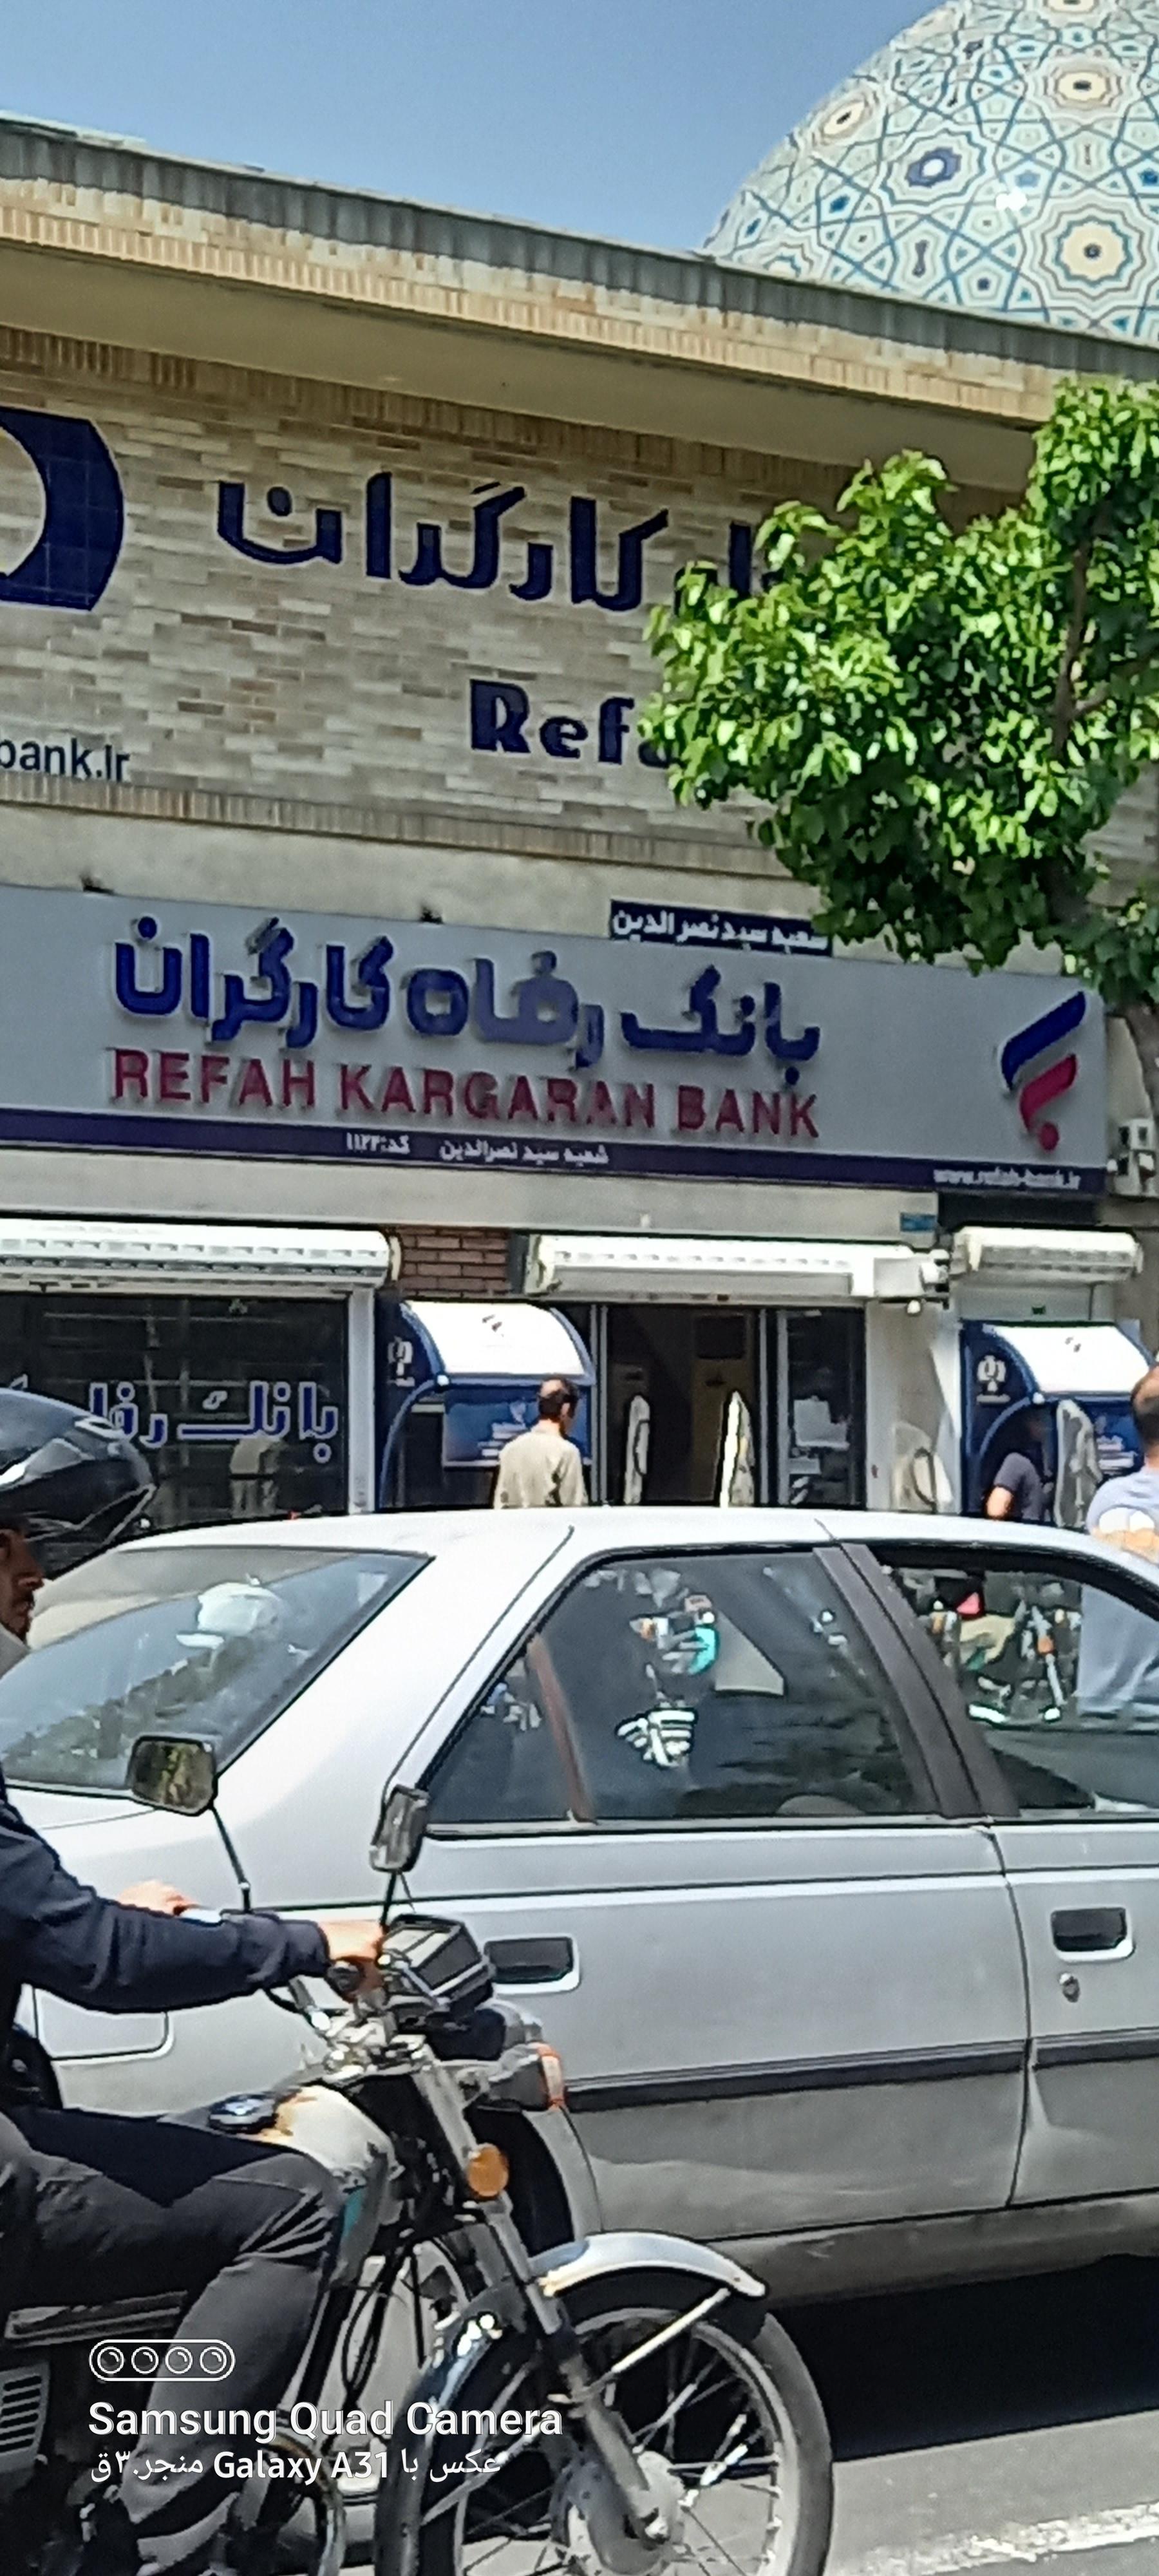 کارگران
Refa
bank.Ir
شعبه سید نصرالدین
بانک رفاه کارگران
REFAH KARGARAN BANK
شعبه سید نصرالدین کد:۱۱۲۳
www.refah-bank.ir
بانک رفا
Samsung Quad Camera
عکس با Galaxy A31 منجر.۳ق